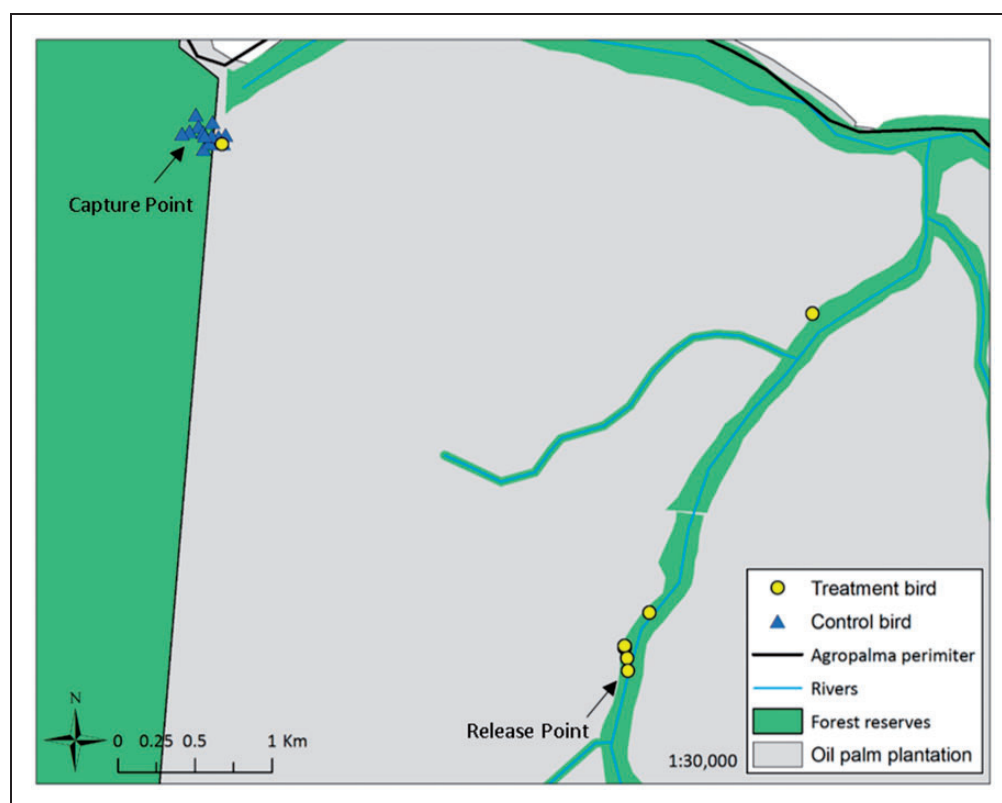 Capture Point
Treatment bird
Control bird
Agropalma perimiter
Rivers
Release Point
Forest reserves
N
0 0.25 0.5 1 Km
1:30,000
Oil palm plantation